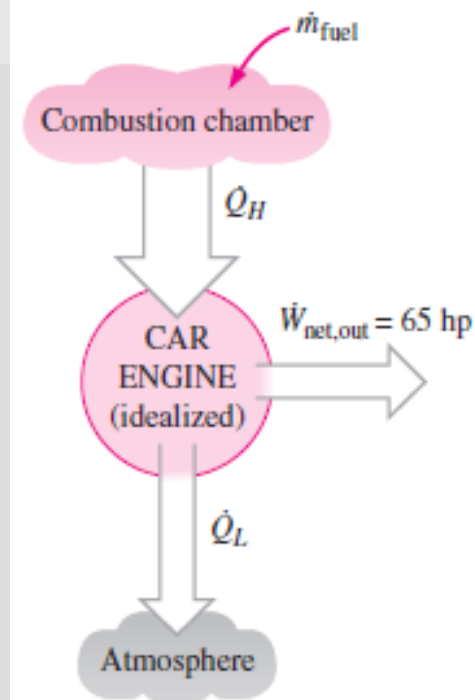 ṁfuel
Combustion chamber
Q̇H
Ẇnet,out = 65 hp
CAR
ENGINE
(idealized)
Q̇L
Atmosphere